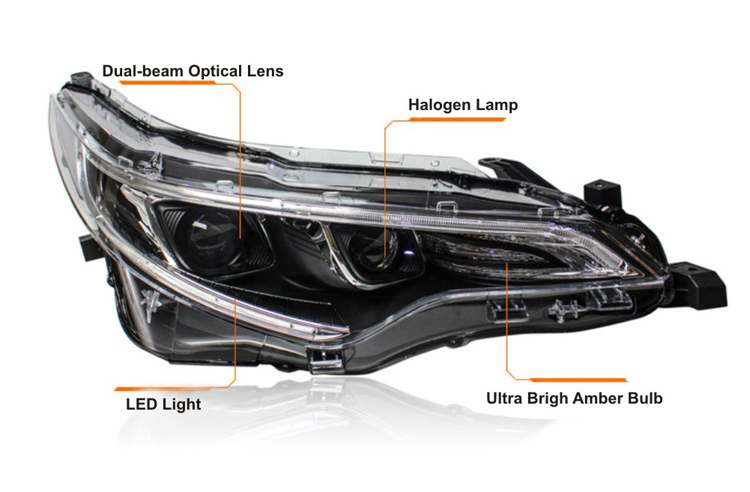 Dual-beam Optical Lens
Halogen Lamp
LED Light
Ultra Brigh Amber Bulb